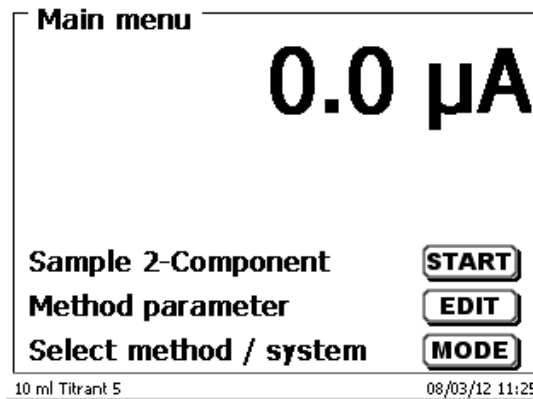 Main menu
0.0 µA
Sample 2-Component START
Method parameter EDIT
Select method / system MODE
10 ml Titrant 5 08/03/12 11:25